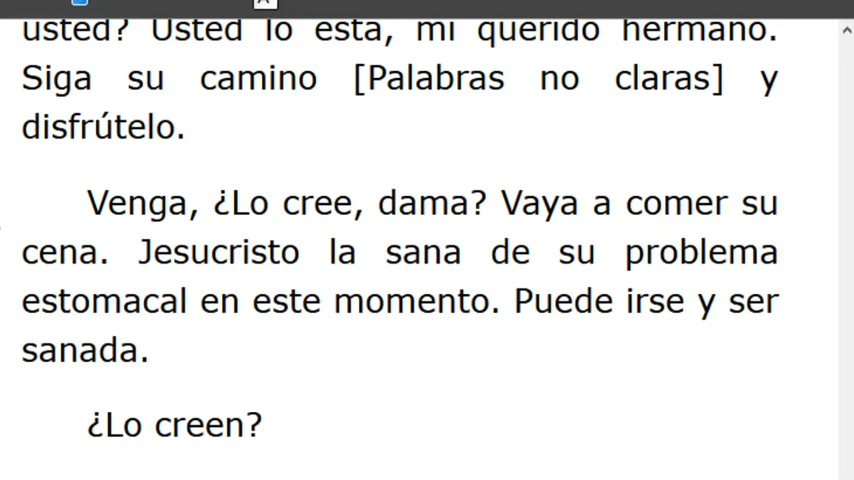 usted? Usted lo está, mi querido hermano.
Siga su camino [Palabras no claras] y
disfrútelo.
Venga, ¿Lo cree, dama? Vaya a comer su
cena. Jesucristo la sana de su problema
estomacal en este momento. Puede irse y ser
sanada.
¿Lo creen?